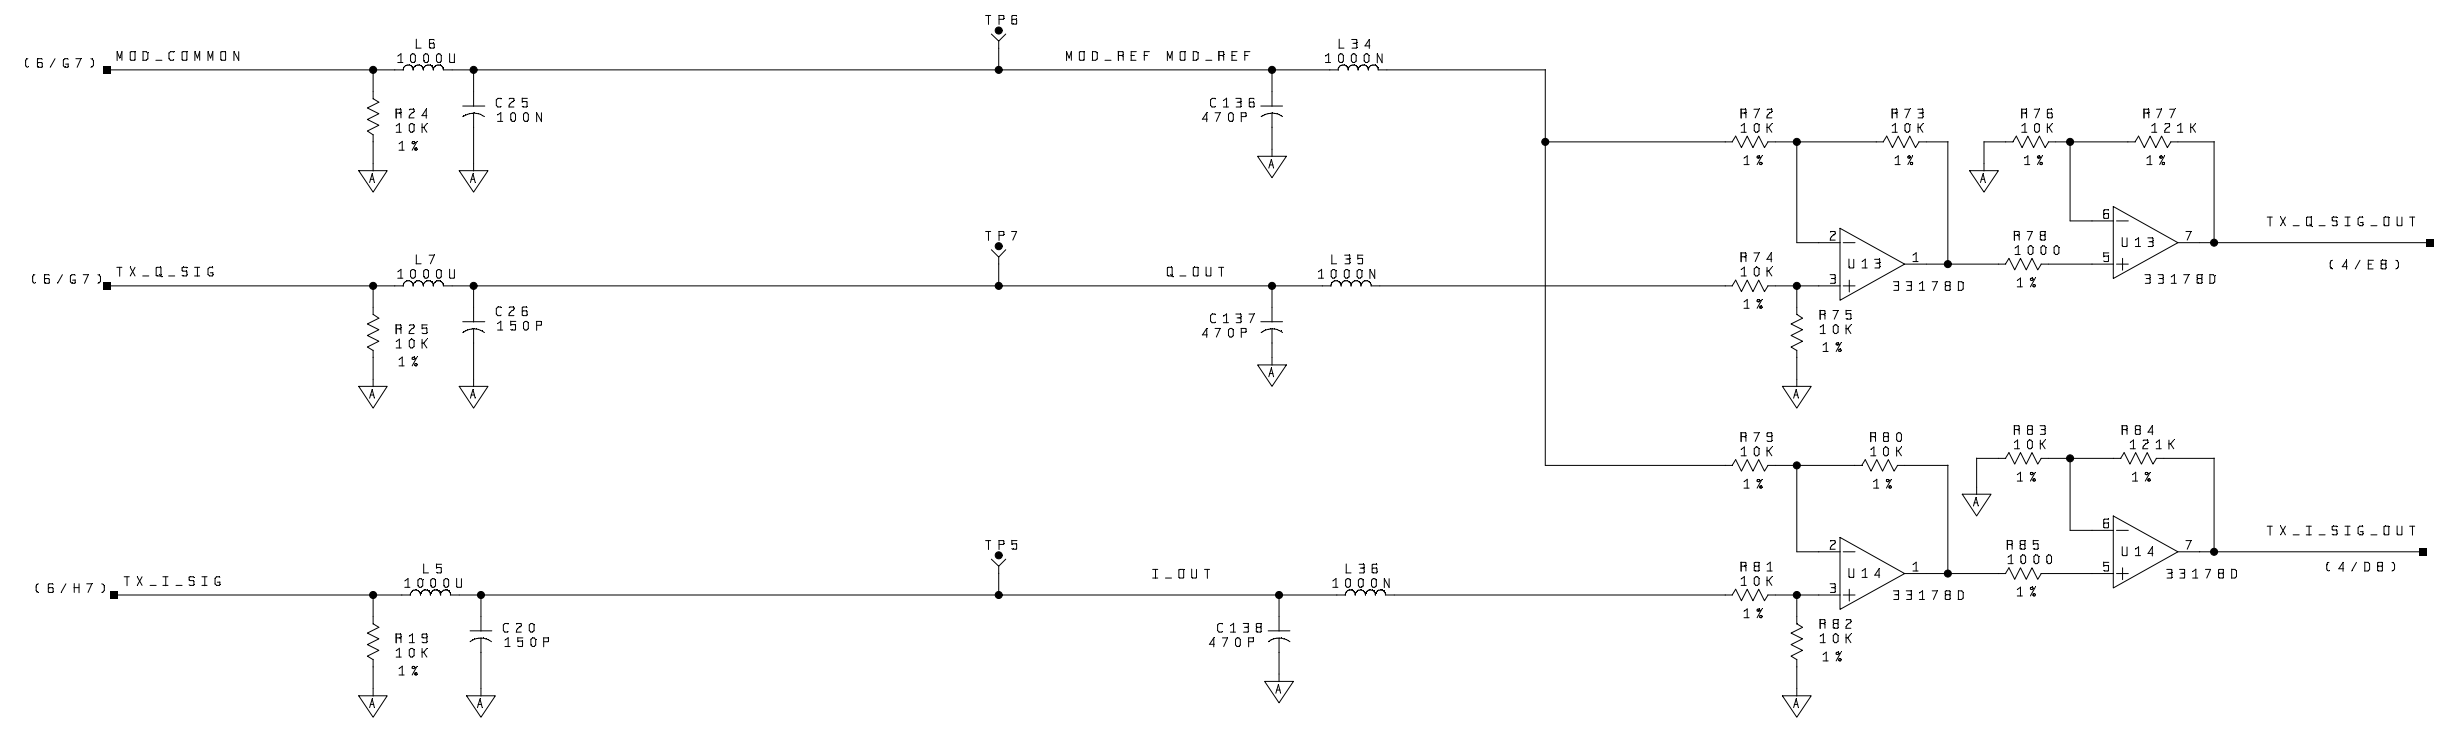 TP6
(6/G7) MOD_COMMON
L6
1000U
MOD_REF MOD_REF
L34
1000N
R24
10K
1%
C25
100N
C136
470P
A
A
A
R72
10K
1%
R73
10K
1%
R76
10K
1%
R77
121K
1%
A
TP7
(6/G7) TX_Q_SIG
L7
1000U
Q_OUT
L35
1000N
R25
10K
1%
C26
150P
C137
470P
A
A
A
R74
10K
1%
2
3
U13
1
33178D
R75
10K
1%
A
R78
1000
1%
6
5
U13
7
33178D
TX_Q_SIG_OUT
(4/E8)
R79
10K
1%
R80
10K
1%
R83
10K
1%
R84
121K
1%
A
TP5
(6/H7) TX_I_SIG
L5
1000U
I_OUT
L36
1000N
R19
10K
1%
C20
150P
C138
470P
A
A
A
R81
10K
1%
2
3
U14
1
33178D
R82
10K
1%
A
R85
1000
1%
6
5
U14
7
33178D
TX_I_SIG_OUT
(4/D8)